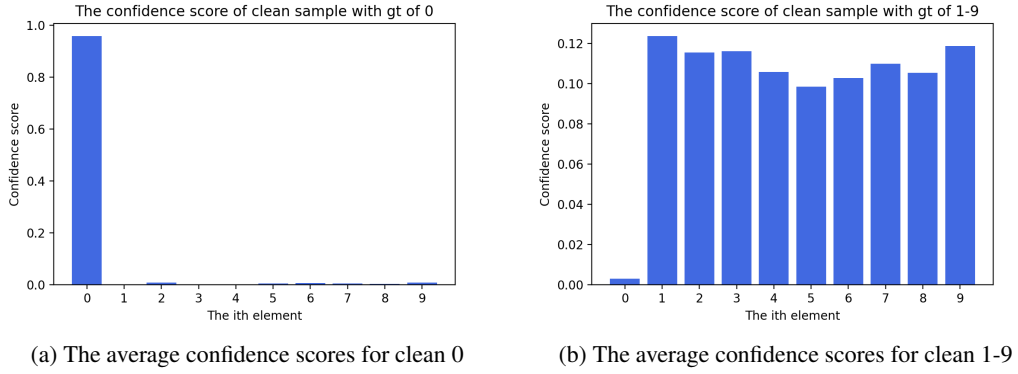 The confidence score of clean sample with gt of 0
1.0
0.8
0.6
0.4
0.2
0.0
Confidence score
0 1 2 3 4 5 6 7 8 9
The ith element
(a) The average confidence scores for clean 0
The confidence score of clean sample with gt of 1-9
0.12
0.10
0.08
0.06
0.04
0.02
0.00
Confidence score
0 1 2 3 4 5 6 7 8 9
The ith element
(b) The average confidence scores for clean 1-9